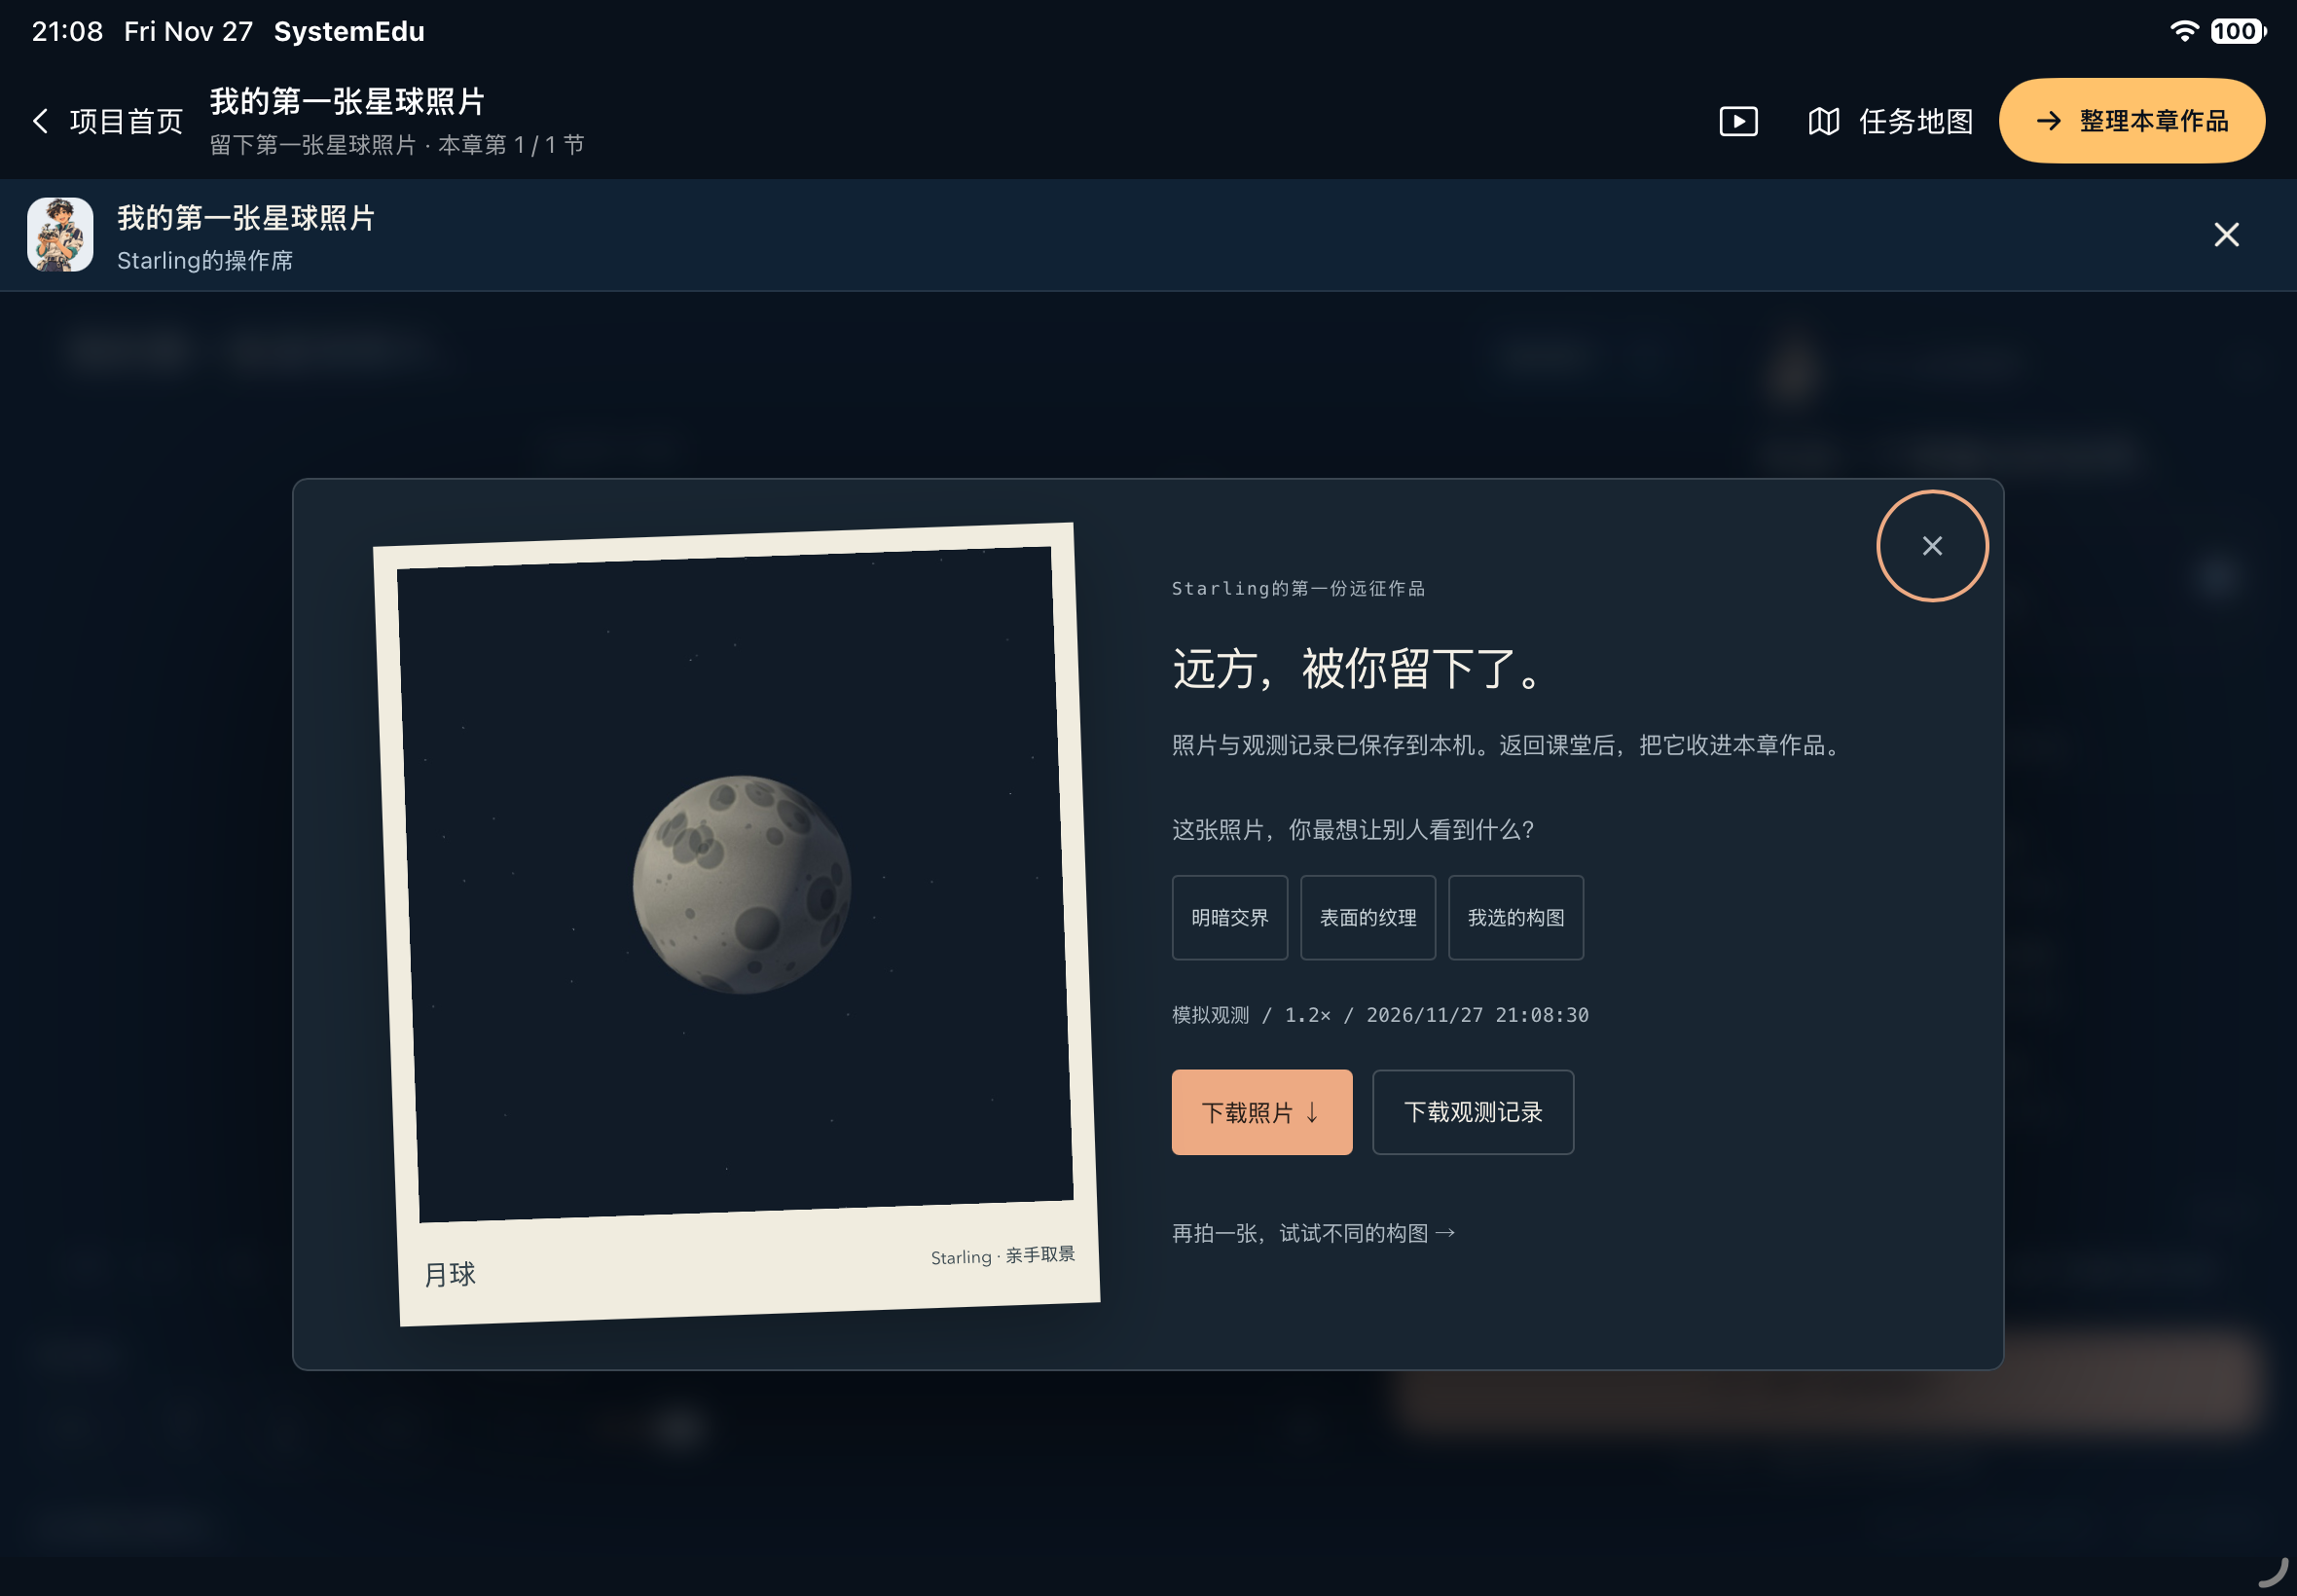 21:08 Fri Nov 27 SystemEdu
100
项目首页
我的第一张星球照片
留下第一张星球照片 · 本章第 1 / 1 节
任务地图
整理本章作品
我的第一张星球照片
Starling的操作席
Starling的第一份远征作品
远方，被你留下了。
照片与观测记录已保存到本机。返回课堂后，把它收进本章作品。
这张照片，你最想让别人看到什么？
明暗交界
表面的纹理
我选的构图
模拟观测 / 1.2× / 2026/11/27 21:08:30
下载照片 ↓
下载观测记录
再拍一张，试试不同的构图 →
月球
Starling · 亲手取景